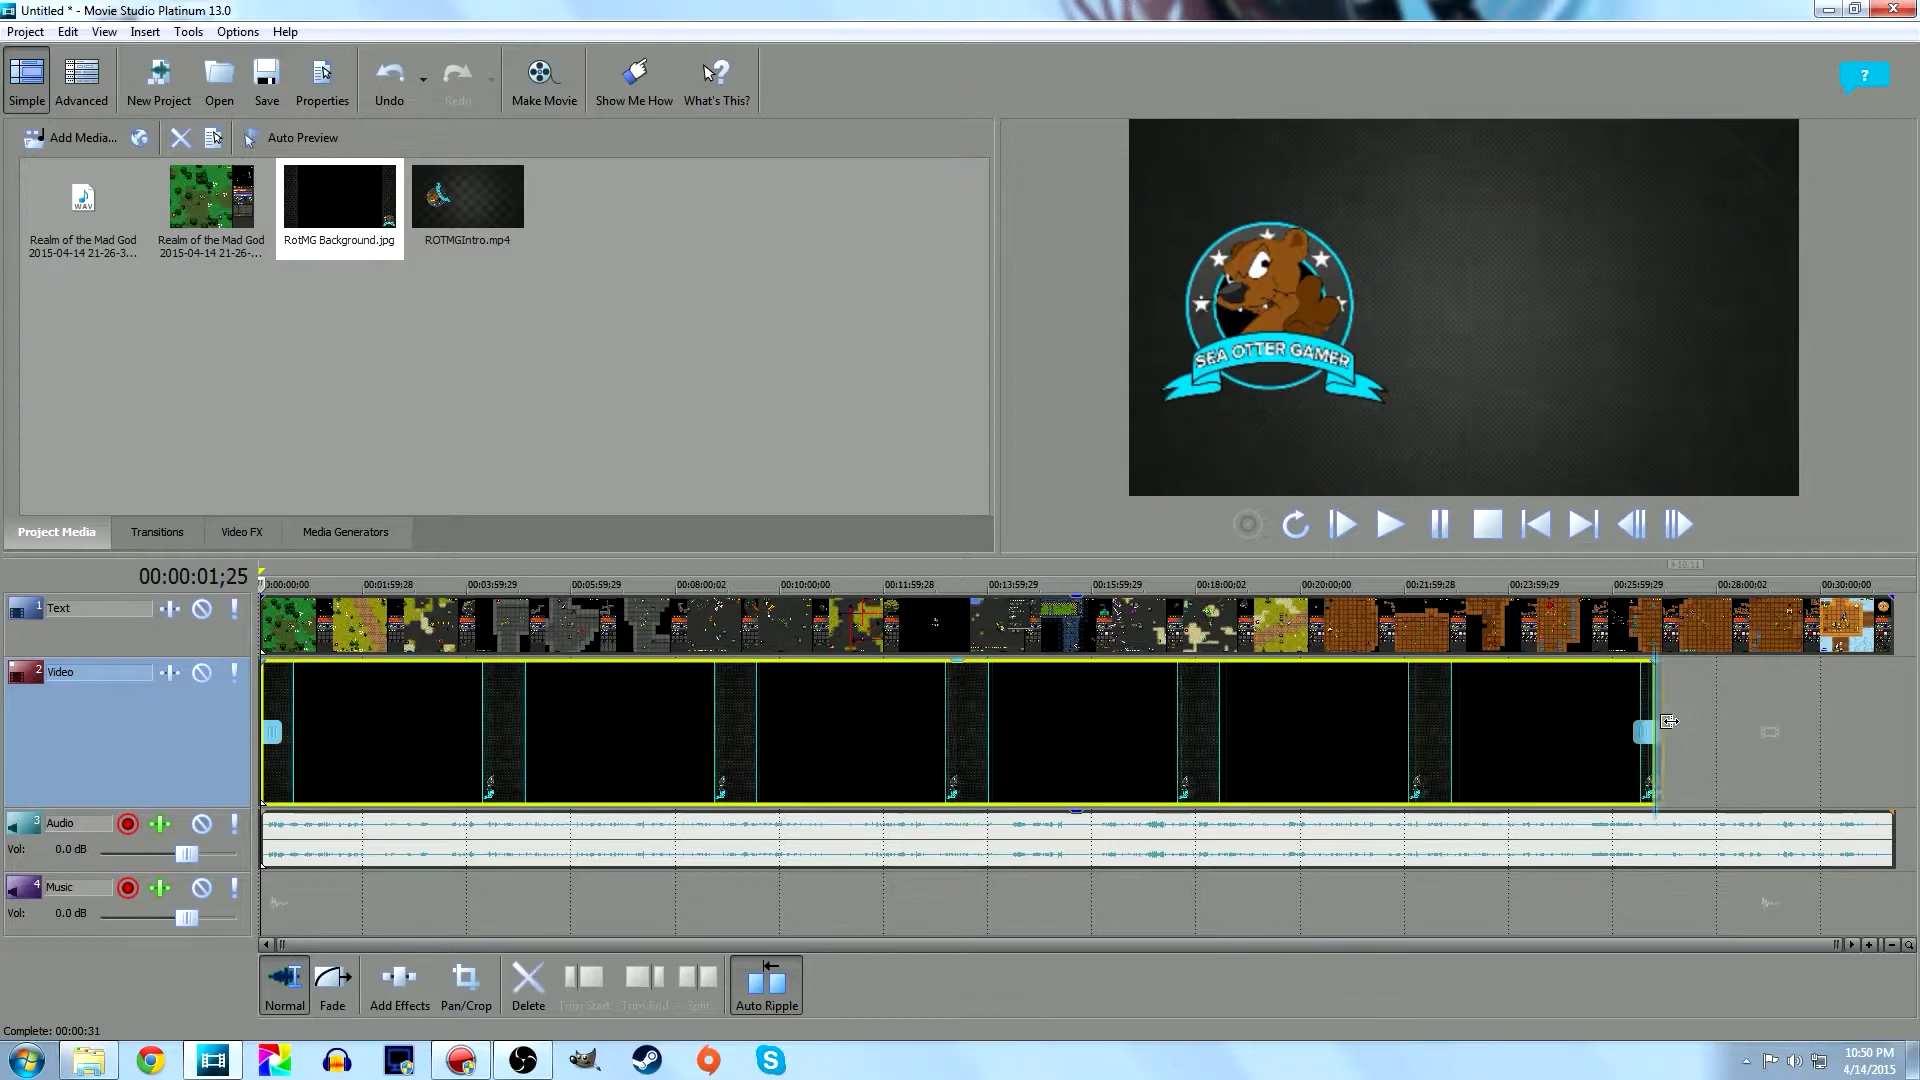 Untitled * - Movie Studio Platinum 13.0
Project Edit View Insert Tools Options Help
Simple Advanced New Project Open Save Properties Undo Redo Make Movie Show Me How What's This?
?
Add Media... Auto Preview
WAV
Realm of the Mad God
2015-04-14 21-26-3...
Realm of the Mad God
2015-04-14 21-26-...
RotMG Background.jpg
ROTMGIntro.mp4
SEA OTTER GAMER
Project Media Transitions Video FX Media Generators
00:00:01;25
0:00:00;00 00:01:59;28 00:03:59;29 00:05:59;29 00:08:00;02 00:10:00;00 00:11:59;28 00:13:59;29 00:15:59;29 00:18:00;02 00:20:00;00 00:21:59;28 00:23:59;29 00:25:59;29 00:28:00;02 00:30:00;00
1 Text
2 Video
3 Audio
Vol: 0.0 dB
4 Music
Vol: 0.0 dB
Normal Fade Add Effects Pan/Crop Delete Trim Start Trim End Split Auto Ripple
Complete: 00:00:31
10:50 PM
4/14/2015